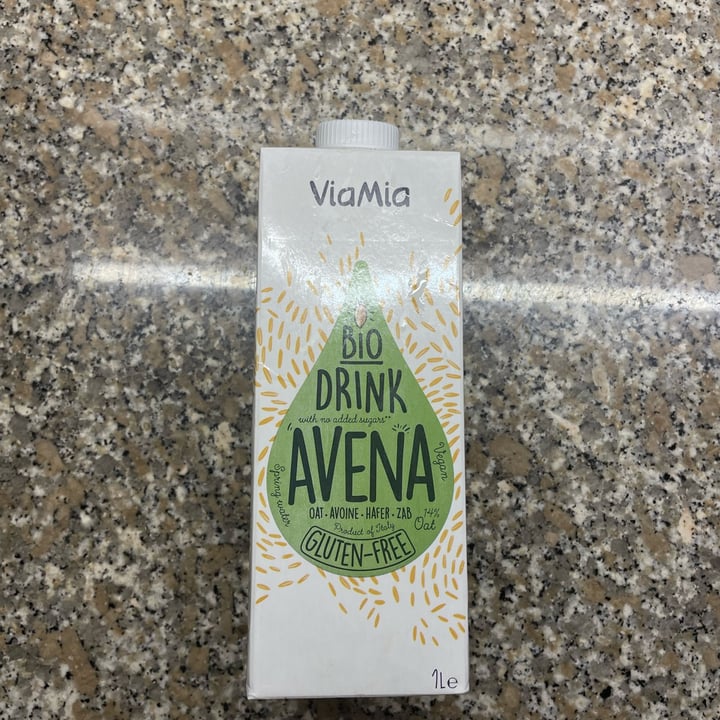 ViaMia
BIO
DRINK
with no added sugars**
"AVENA"
Vegan
Spring water
OAT • AVOINE • HAFER • ZAB
14%
Oat
Product of Italy
GLUTEN-FREE
1L e